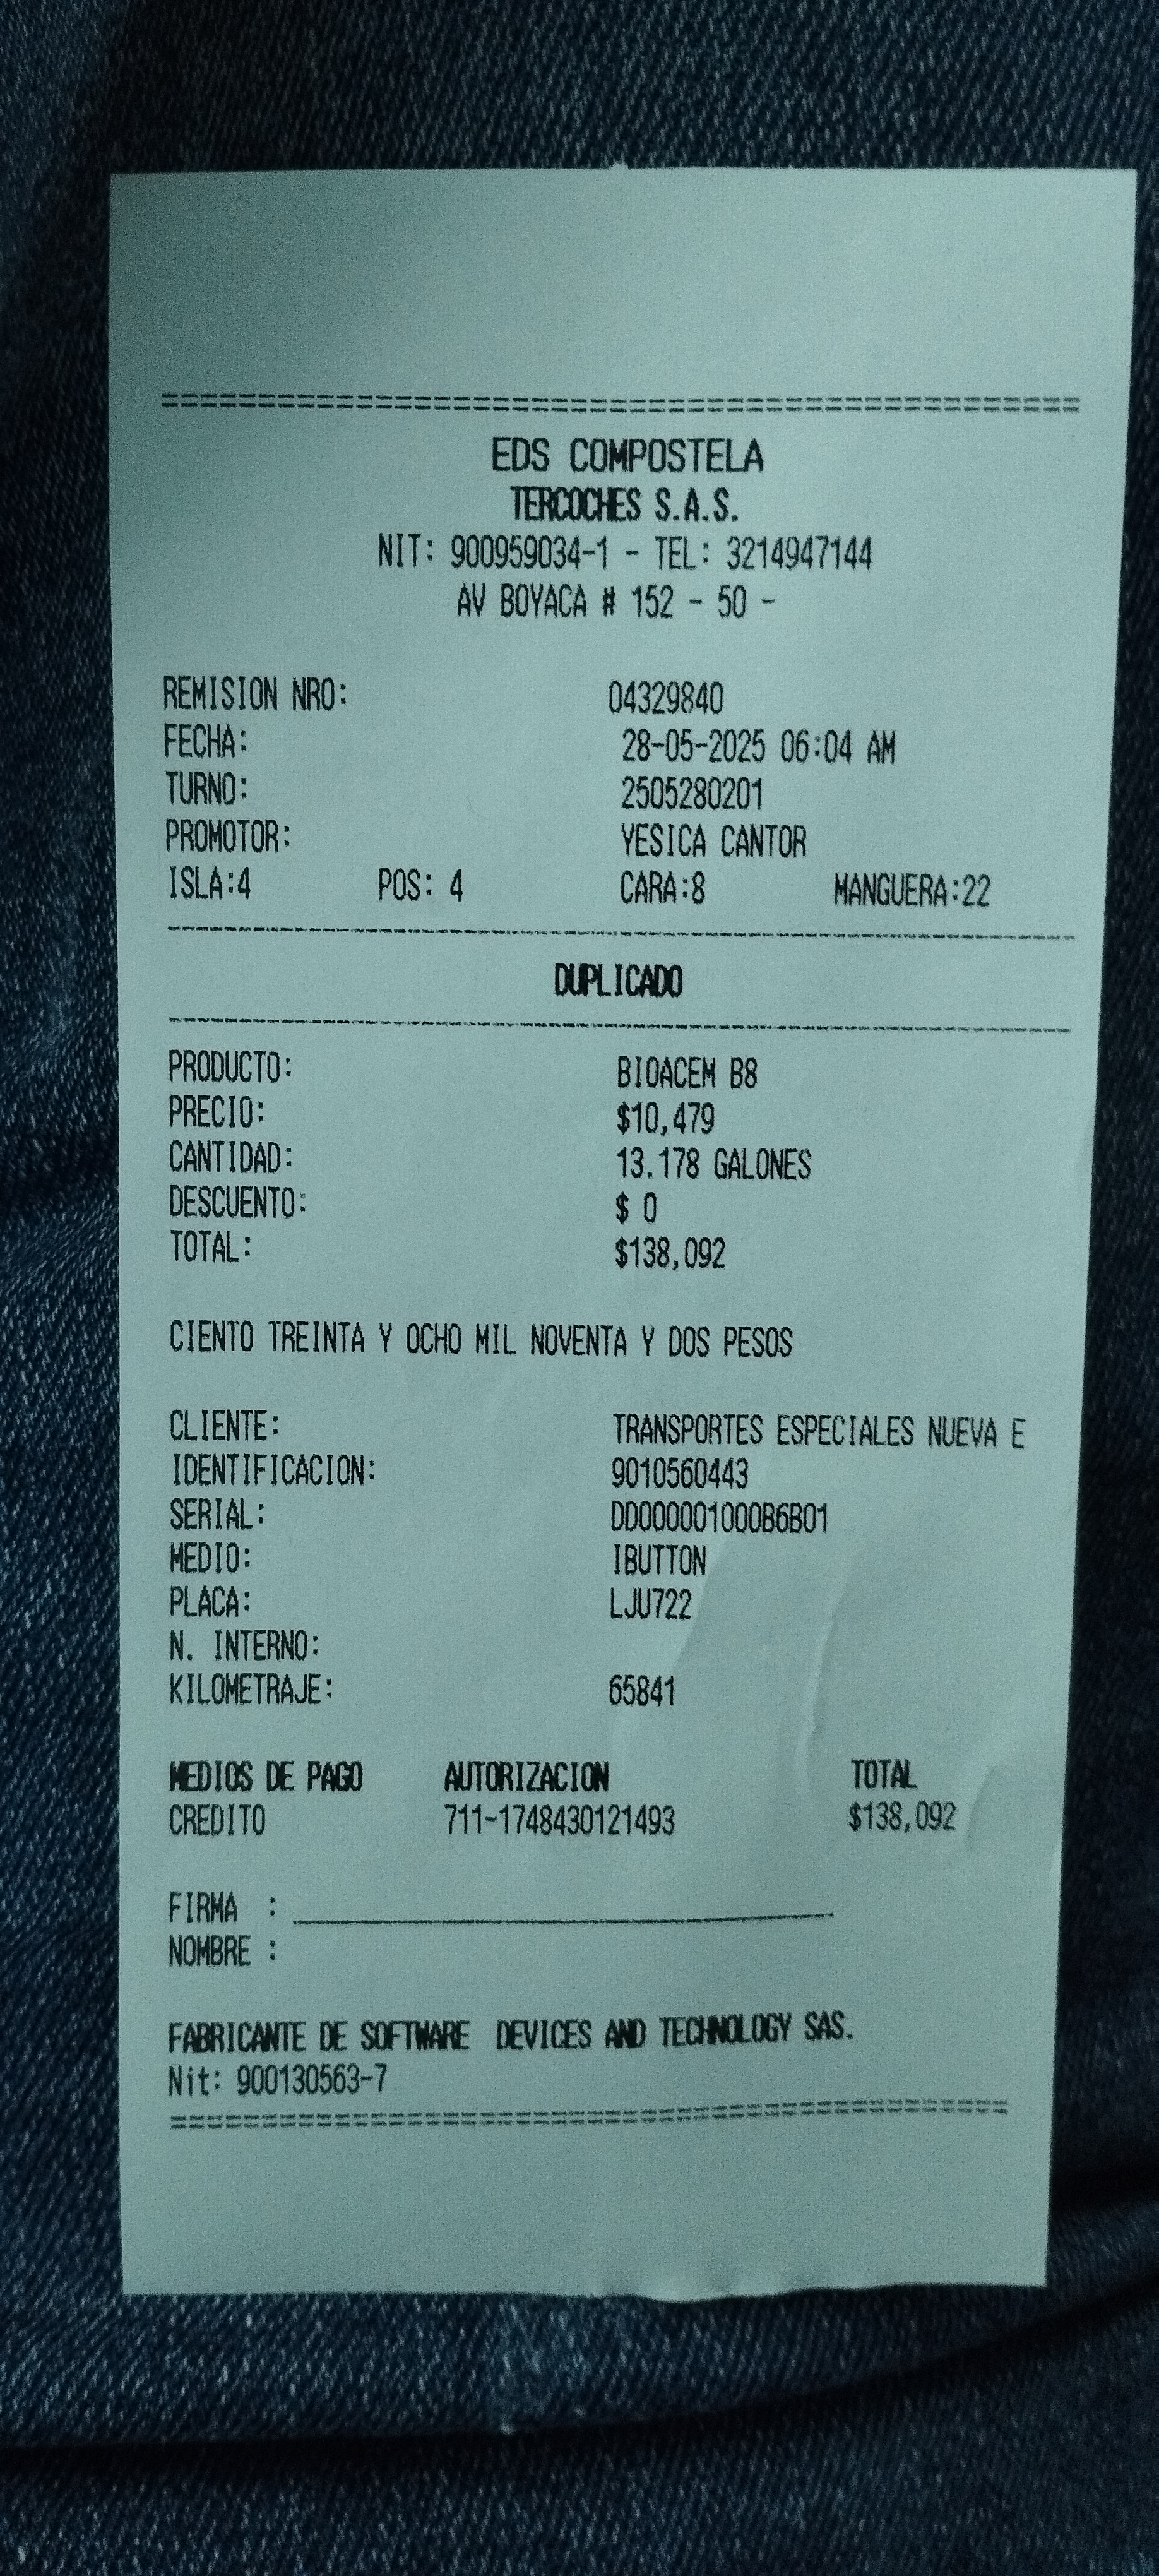 ================================================
EDS COMPOSTELA
TERCOCHES S.A.S.
NIT: 900959034-1 - TEL: 3214947144
AV BOYACA # 152 - 50 -
REMISION NRO: 04329840
FECHA: 28-05-2025 06:04 AM
TURNO: 2505280201
PROMOTOR: YESICA CANTOR
ISLA:4 POS: 4 CARA:8 MANGUERA:22
DUPLICADO
PRODUCTO: BIOACEM B8
PRECIO: $10,479
CANTIDAD: 13.178 GALONES
DESCUENTO: $ 0
TOTAL: $138,092
CIENTO TREINTA Y OCHO MIL NOVENTA Y DOS PESOS
CLIENTE: TRANSPORTES ESPECIALES NUEVA E
IDENTIFICACION: 9010560443
SERIAL: DD000001000B6B01
MEDIO: IBUTTON
PLACA: LJU722
N. INTERNO:
KILOMETRAJE: 65841
MEDIOS DE PAGO AUTORIZACION TOTAL
CREDITO 711-1748430121493 $138,092
FIRMA :
NOMBRE :
FABRICANTE DE SOFTWARE DEVICES AND TECHNOLOGY SAS.
Nit: 900130563-7
================================================